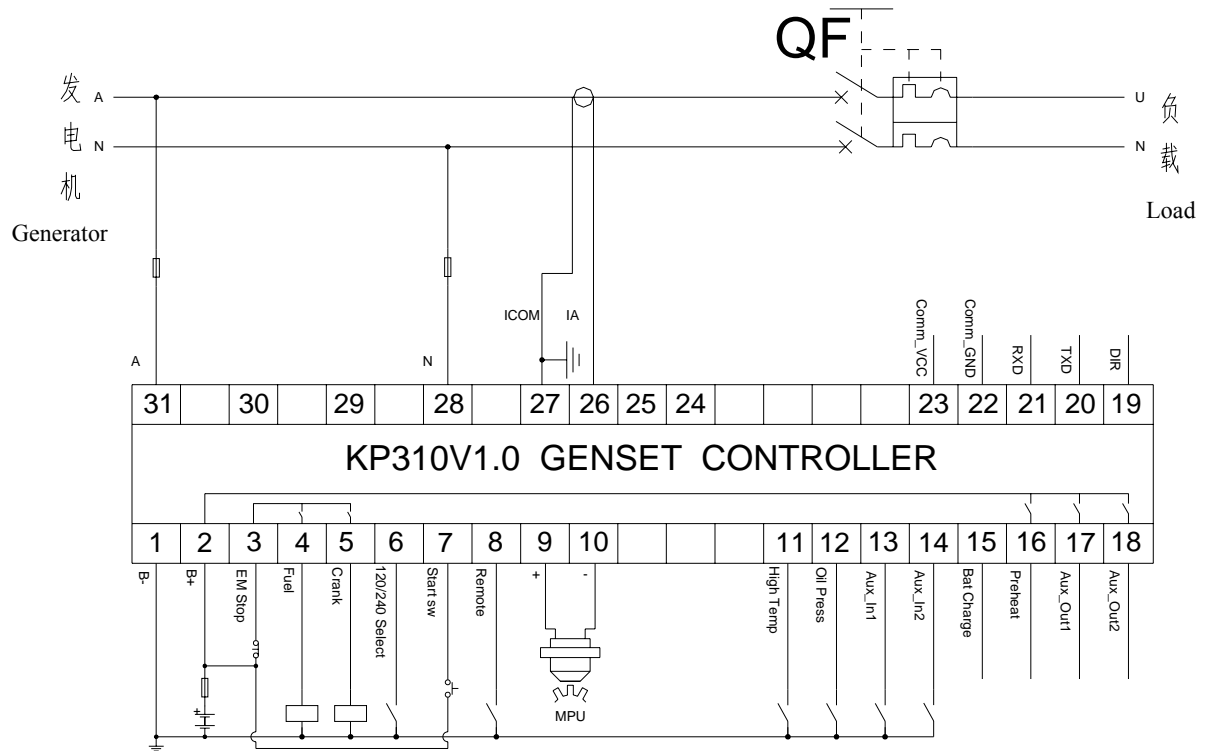 QF
发电机
A
N
Generator
U
N
负载
Load
ICOM IA
A
N
Comm_VCC
Comm_GND
RXD
TXD
DIR
31 30 29 28 27 26 25 24 23 22 21 20 19
KP310V1.0 GENSET CONTROLLER
1 2 3 4 5 6 7 8 9 10 11 12 13 14 15 16 17 18
B-
B+
EM Stop
Fuel
Crank
120/240 Select
Start sw
Remote
+
-
High Temp
Oil Press
Aux_In1
Aux_In2
Bat Charge
Preheat
Aux_Out1
Aux_Out2
+
MPU